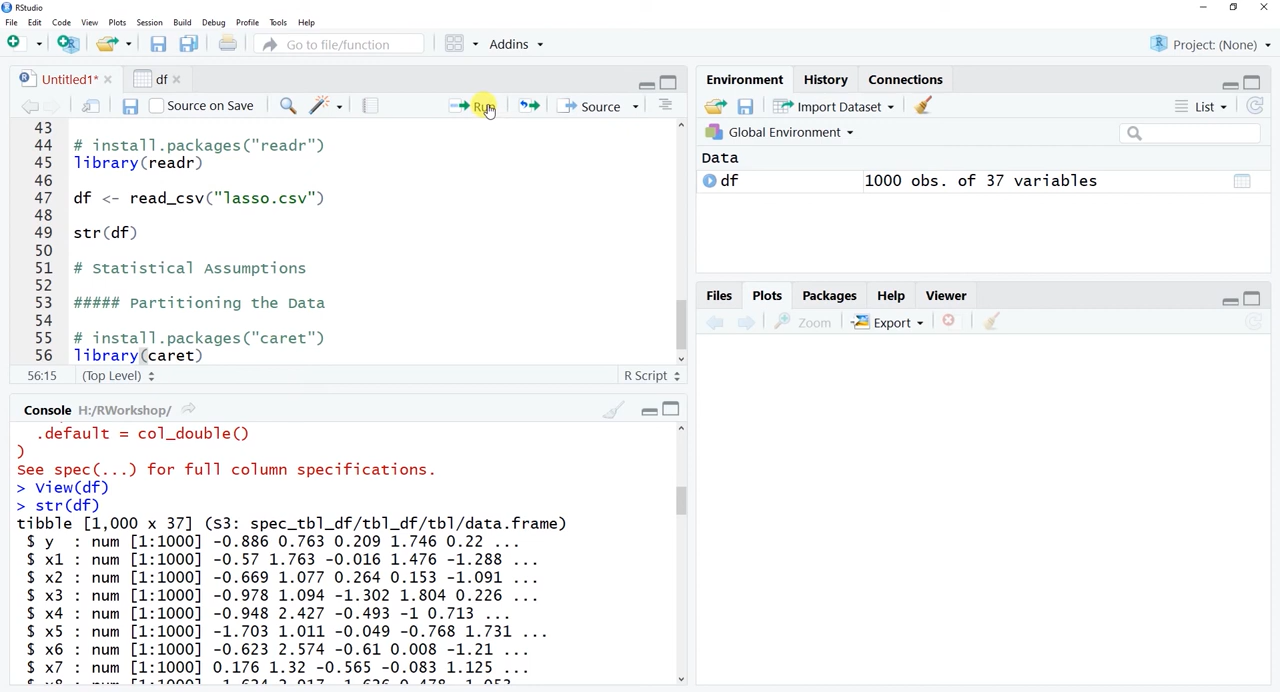 RStudio
File Edit Code View Plots Session Build Debug Profile Tools Help
Go to file/function Addins Project: (None)
Untitled1* df
Source on Save Run Source
43
44 # install.packages("readr")
45 library(readr)
46
47 df <- read_csv("lasso.csv")
48
49 str(df)
50
51 # Statistical Assumptions
52
53 ##### Partitioning the Data
54
55 # install.packages("caret")
56 library(caret)
56:15 (Top Level) R Script
Console H:/RWorkshop/
.default = col_double()
)
See spec(...) for full column specifications.
> View(df)
> str(df)
tibble [1,000 x 37] (S3: spec_tbl_df/tbl_df/tbl/data.frame)
$ y : num [1:1000] -0.886 0.763 0.209 1.746 0.22 ...
$ x1 : num [1:1000] -0.57 1.763 -0.016 1.476 -1.288 ...
$ x2 : num [1:1000] -0.669 1.077 0.264 0.153 -1.091 ...
$ x3 : num [1:1000] -0.978 1.094 -1.302 1.804 0.226 ...
$ x4 : num [1:1000] -0.948 2.427 -0.493 -1 0.713 ...
$ x5 : num [1:1000] -1.703 1.011 -0.049 -0.768 1.731 ...
$ x6 : num [1:1000] -0.623 2.574 -0.61 0.008 -1.21 ...
$ x7 : num [1:1000] 0.176 1.32 -0.565 -0.083 1.125 ...
Environment History Connections
Import Dataset List
Global Environment
Data
df 1000 obs. of 37 variables
Files Plots Packages Help Viewer
Zoom Export